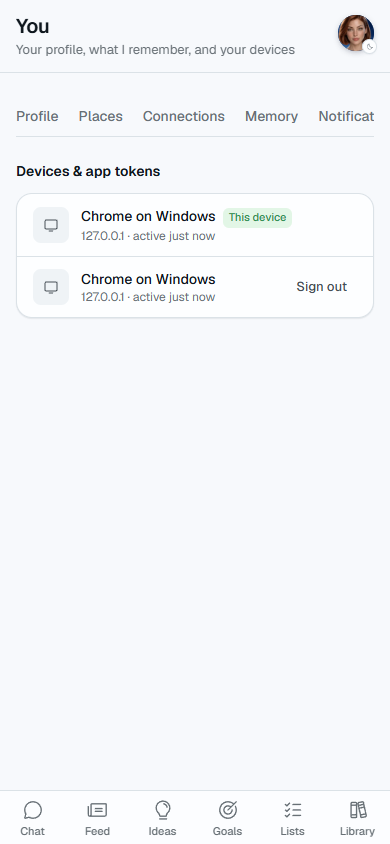 You
Your profile, what I remember, and your devices
Profile Places Connections Memory Notificat
Devices & app tokens
Chrome on Windows This device
127.0.0.1 · active just now
Chrome on Windows
127.0.0.1 · active just now
Sign out
Chat Feed Ideas Goals Lists Library